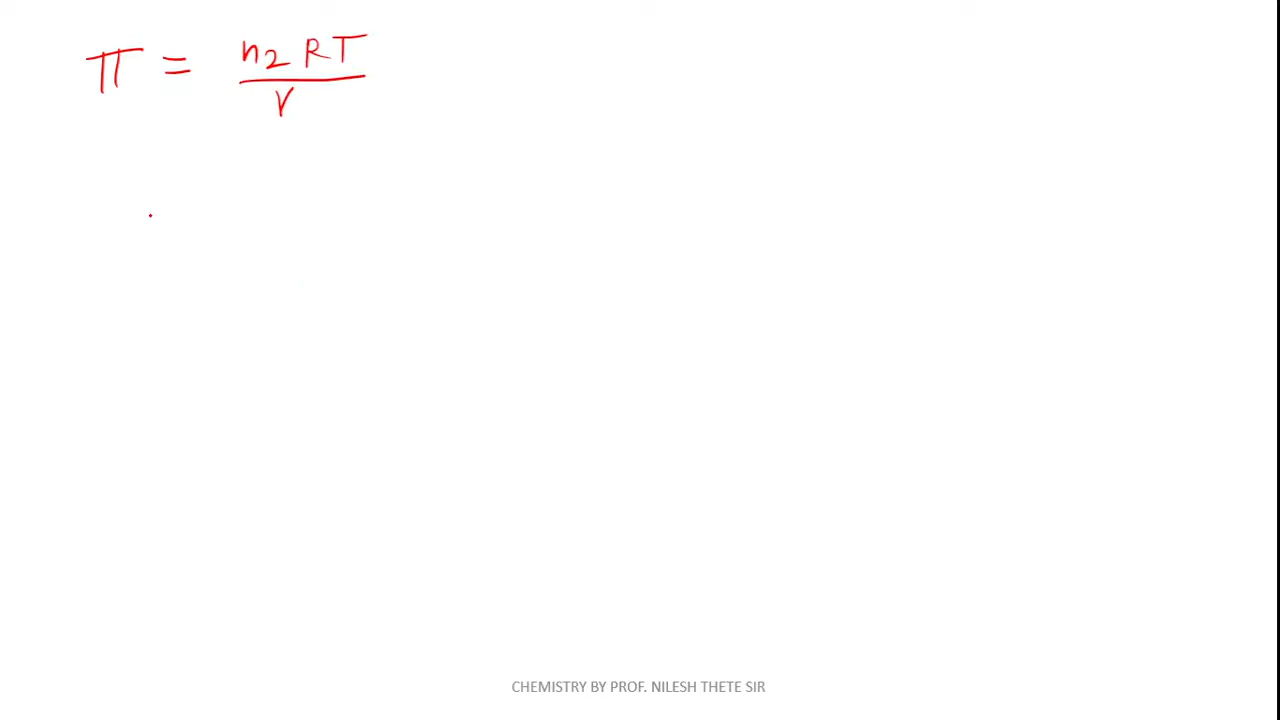 π = n₂ RT / V
CHEMISTRY BY PROF. NILESH THETE SIR